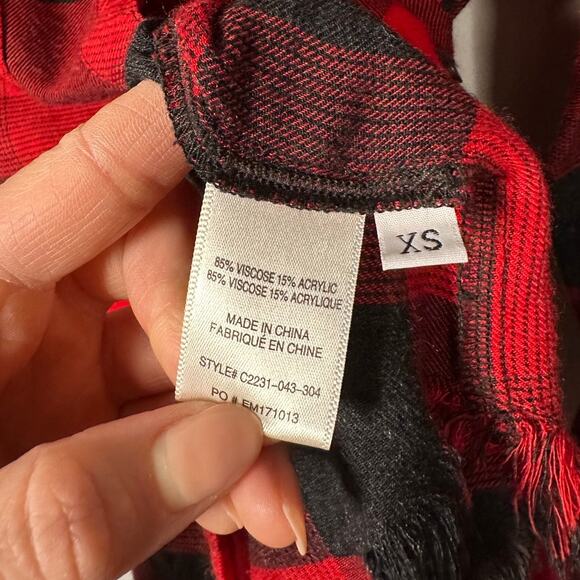 85% VISCOSE 15% ACRYLIC
85% VISCOSE 15% ACRYLIQUE
MADE IN CHINA
FABRIQUÉ EN CHINE
STYLE# C2231-043-304
PO # EM171013
XS